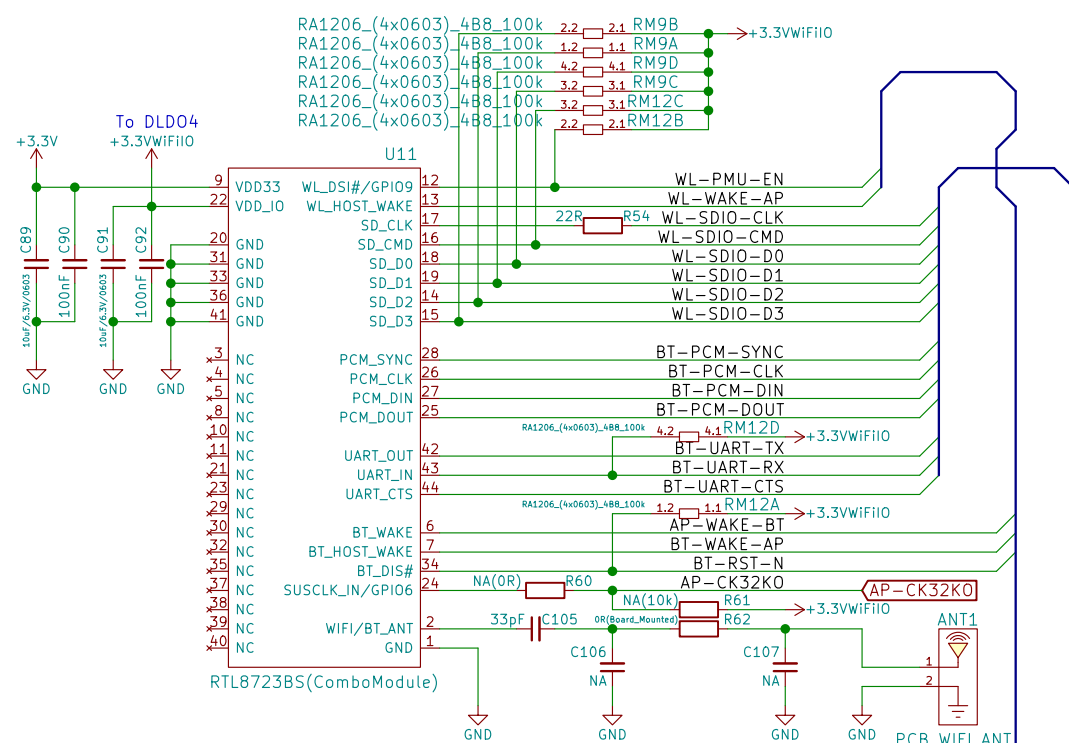 RA1206_(4x0603)_4B8_100k 2.2 2.1 RM9B +3.3VWiFiIO
RA1206_(4x0603)_4B8_100k 1.2 1.1 RM9A
RA1206_(4x0603)_4B8_100k 4.2 4.1 RM9D
RA1206_(4x0603)_4B8_100k 3.2 3.1 RM9C
RA1206_(4x0603)_4B8_100k 3.2 3.1 RM12C
RA1206_(4x0603)_4B8_100k 2.2 2.1 RM12B
To DLDO4
+3.3V +3.3VWiFiIO
U11
9 VDD33 WL_DSI#/GPIO9 12 WL-PMU-EN
22 VDD_IO WL_HOST_WAKE 13 WL-WAKE-AP
SD_CLK 17 22R R54 WL-SDIO-CLK
20 GND SD_CMD 16 WL-SDIO-CMD
31 GND SD_D0 18 WL-SDIO-D0
33 GND SD_D1 19 WL-SDIO-D1
36 GND SD_D2 14 WL-SDIO-D2
41 GND SD_D3 15 WL-SDIO-D3
C89 C90 C91 C92
10uF/6.3V/0603 100nF 10uF/6.3V/0603 100nF
GND GND GND
3 NC PCM_SYNC 28 BT-PCM-SYNC
4 NC PCM_CLK 26 BT-PCM-CLK
5 NC PCM_DIN 27 BT-PCM-DIN
8 NC PCM_DOUT 25 BT-PCM-DOUT
RA1206_(4x0603)_4B8_100k 4.2 4.1 RM12D +3.3VWiFiIO
10 NC
11 NC UART_OUT 42 BT-UART-TX
21 NC UART_IN 43 BT-UART-RX
23 NC UART_CTS 44 BT-UART-CTS
RA1206_(4x0603)_4B8_100k 1.2 1.1 RM12A +3.3VWiFiIO
29 NC
30 NC BT_WAKE 6 AP-WAKE-BT
32 NC BT_HOST_WAKE 7 BT-WAKE-AP
35 NC BT_DIS# 34 BT-RST-N
37 NC SUSCLK_IN/GPIO6 24 NA(0R) R60 AP-CK32KO AP-CK32KO
38 NC NA(10k) R61 +3.3VWiFiIO
39 NC WIFI/BT_ANT 2 33pF C105 0R(Board_Mounted) R62 ANT1
40 NC GND 1
C106 NA C107 NA 1 2
RTL8723BS(ComboModule)
GND GND GND GND
PCB WIFI ANT